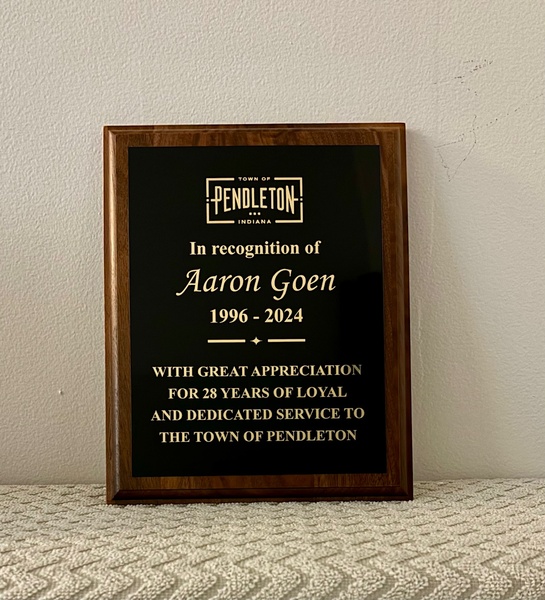 TOWN OF
PENDLETON
INDIANA
In recognition of
Aaron Goen
1996 - 2024
WITH GREAT APPRECIATION
FOR 28 YEARS OF LOYAL
AND DEDICATED SERVICE TO
THE TOWN OF PENDLETON